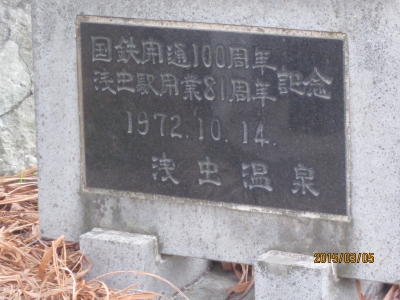 国鉄開通100周年
浅虫駅開業81周年 記念
1972.10.14.
浅虫温泉
2015/03/05